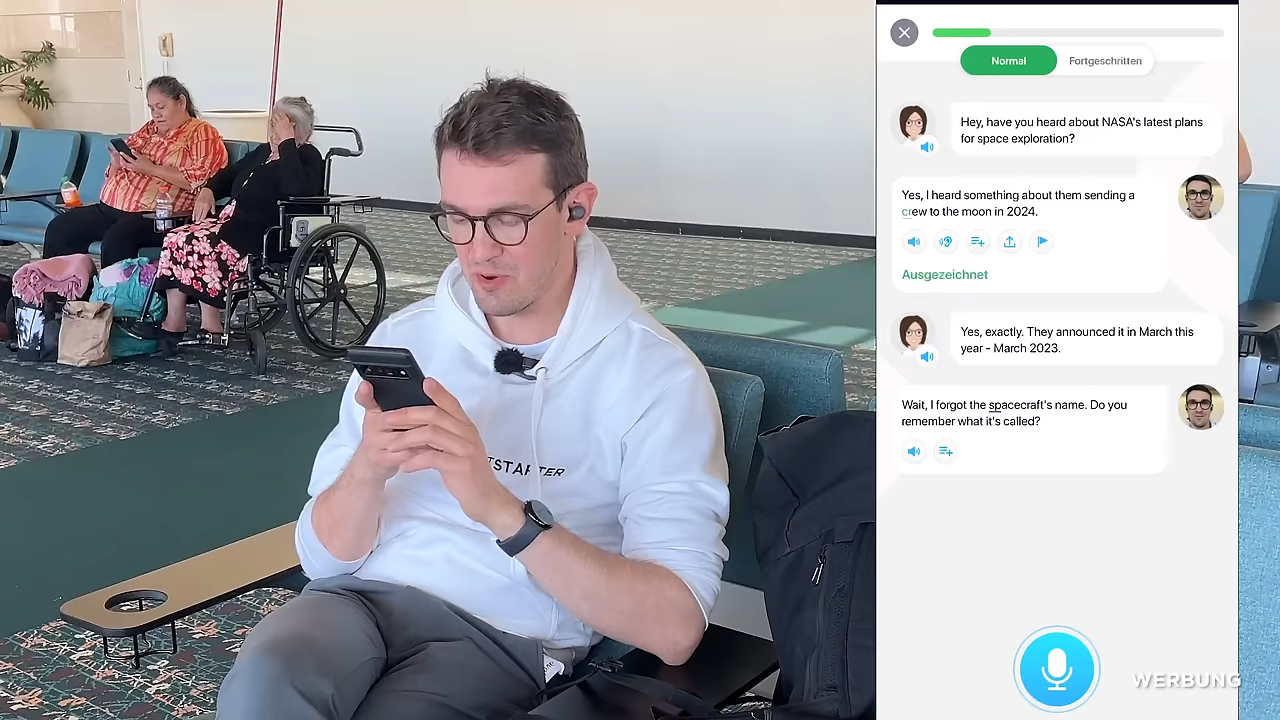 Normal
Fortgeschritten
Hey, have you heard about NASA's latest plans
for space exploration?
Yes, I heard something about them sending a
crew to the moon in 2024.
Ausgezeichnet
Yes, exactly. They announced it in March this
year - March 2023.
Wait, I forgot the spacecraft's name. Do you
remember what it's called?
WERBUNG